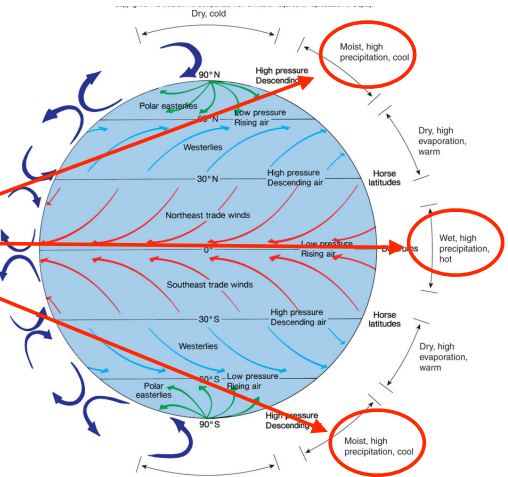 Dry, cold
Moist, high
precipitation, cool
90°N
High pressure
Descending
Polar easterlies
Low pressure
Rising air
N
Dry, high
evaporation,
warm
Westerlies
High pressure
Descending air
30°N
Horse
latitudes
Northeast trade winds
Wet, high
precipitation,
hot
0°
Low pressure
Rising air
Southeast trade winds
30°S
High pressure
Descending air
Horse
latitudes
Westerlies
Dry, high
evaporation,
warm
60°S
Low pressure
Rising air
Polar
easterlies
High pressure
Descending
90°S
Moist, high
precipitation, cool